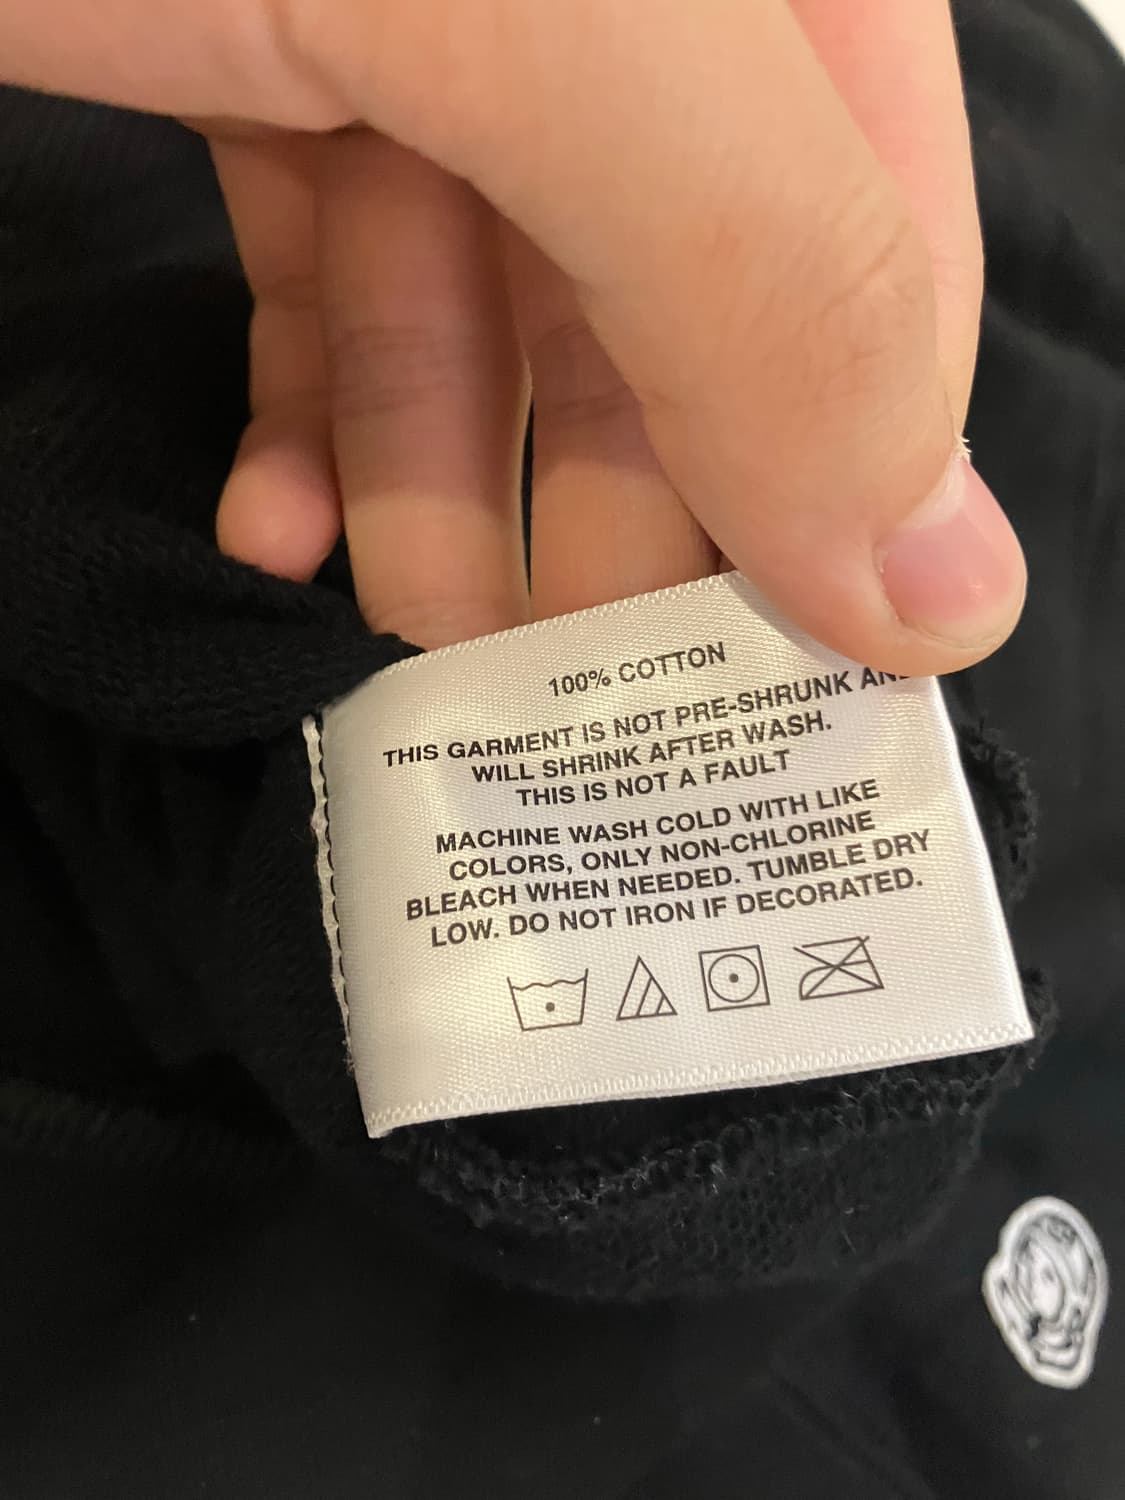 100% COTTON
THIS GARMENT IS NOT PRE-SHRUNK
WILL SHRINK AFTER WASH.
THIS IS NOT A FAULT
MACHINE WASH COLD WITH LIKE
COLORS, ONLY NON-CHLORINE
BLEACH WHEN NEEDED. TUMBLE DRY
LOW. DO NOT IRON IF DECORATED.